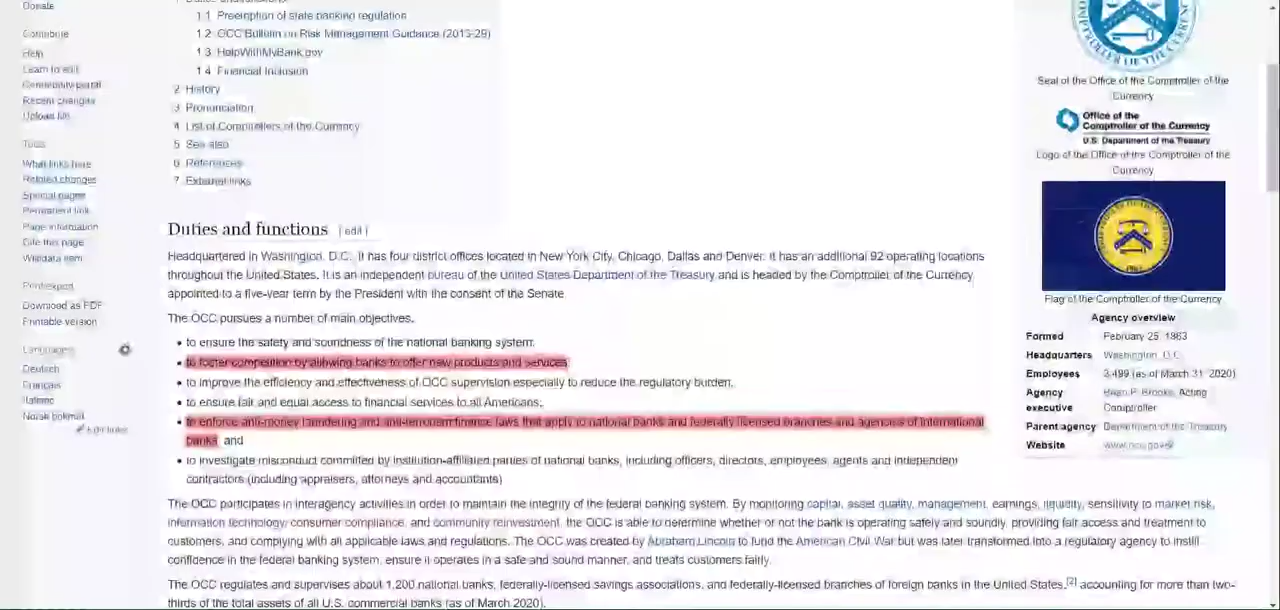 Donate
Contribute
Help
Learn to edit
Community portal
Recent changes
Upload file
Tools
What links here
Related changes
Special pages
Permanent link
Page information
Cite this page
Wikidata item
Print/export
Download as PDF
Printable version
Languages
Deutsch
Français
Italiano
Norsk bokmål
Edit links
1.1 Preemption of state banking regulation
1.2 OCC Bulletin on Risk Management Guidance (2013-29)
1.3 HelpWithMyBank.gov
1.4 Financial Inclusion
2 History
3 Pronunciation
4 List of Comptrollers of the Currency
5 See also
6 References
7 External links
Duties and functions [ edit ]
Headquartered in Washington, D.C., it has four district offices located in New York City, Chicago, Dallas and Denver. It has an additional 92 operating locations
throughout the United States. It is an independent bureau of the United States Department of the Treasury and is headed by the Comptroller of the Currency,
appointed to a five-year term by the President with the consent of the Senate.
The OCC pursues a number of main objectives:
• to ensure the safety and soundness of the national banking system;
• to foster competition by allowing banks to offer new products and services;
• to improve the efficiency and effectiveness of OCC supervision especially to reduce the regulatory burden;
• to ensure fair and equal access to financial services to all Americans;
• to enforce anti-money laundering and anti-terrorism finance laws that apply to national banks and federally licensed branches and agencies of international
banks; and
• to investigate misconduct committed by institution-affiliated parties of national banks, including officers, directors, employees, agents and independent
contractors (including appraisers, attorneys and accountants)
The OCC participates in interagency activities in order to maintain the integrity of the federal banking system. By monitoring capital, asset quality, management, earnings, liquidity, sensitivity to market risk,
information technology, consumer compliance, and community reinvestment, the OCC is able to determine whether or not the bank is operating safely and soundly, providing fair access and treatment to
customers, and complying with all applicable laws and regulations. The OCC was created by Abraham Lincoln to fund the American Civil War but was later transformed into a regulatory agency to instill
confidence in the federal banking system, ensure it operates in a safe and sound manner, and treats customers fairly.
The OCC regulates and supervises about 1,200 national banks, federally-licensed savings associations, and federally-licensed branches of foreign banks in the United States,[2] accounting for more than two-
thirds of the total assets of all U.S. commercial banks (as of March 2020).
Seal of the Office of the Comptroller of the
Currency
Office of the
Comptroller of the Currency
U.S. Department of the Treasury
Logo of the Office of the Comptroller of the
Currency
Flag of the Comptroller of the Currency
Agency overview
Formed February 25, 1863
Headquarters Washington, D.C.
Employees 3,499 (as of March 31, 2020)
Agency executive Brian P. Brooks, Acting Comptroller
Parent agency Department of the Treasury
Website www.occ.gov